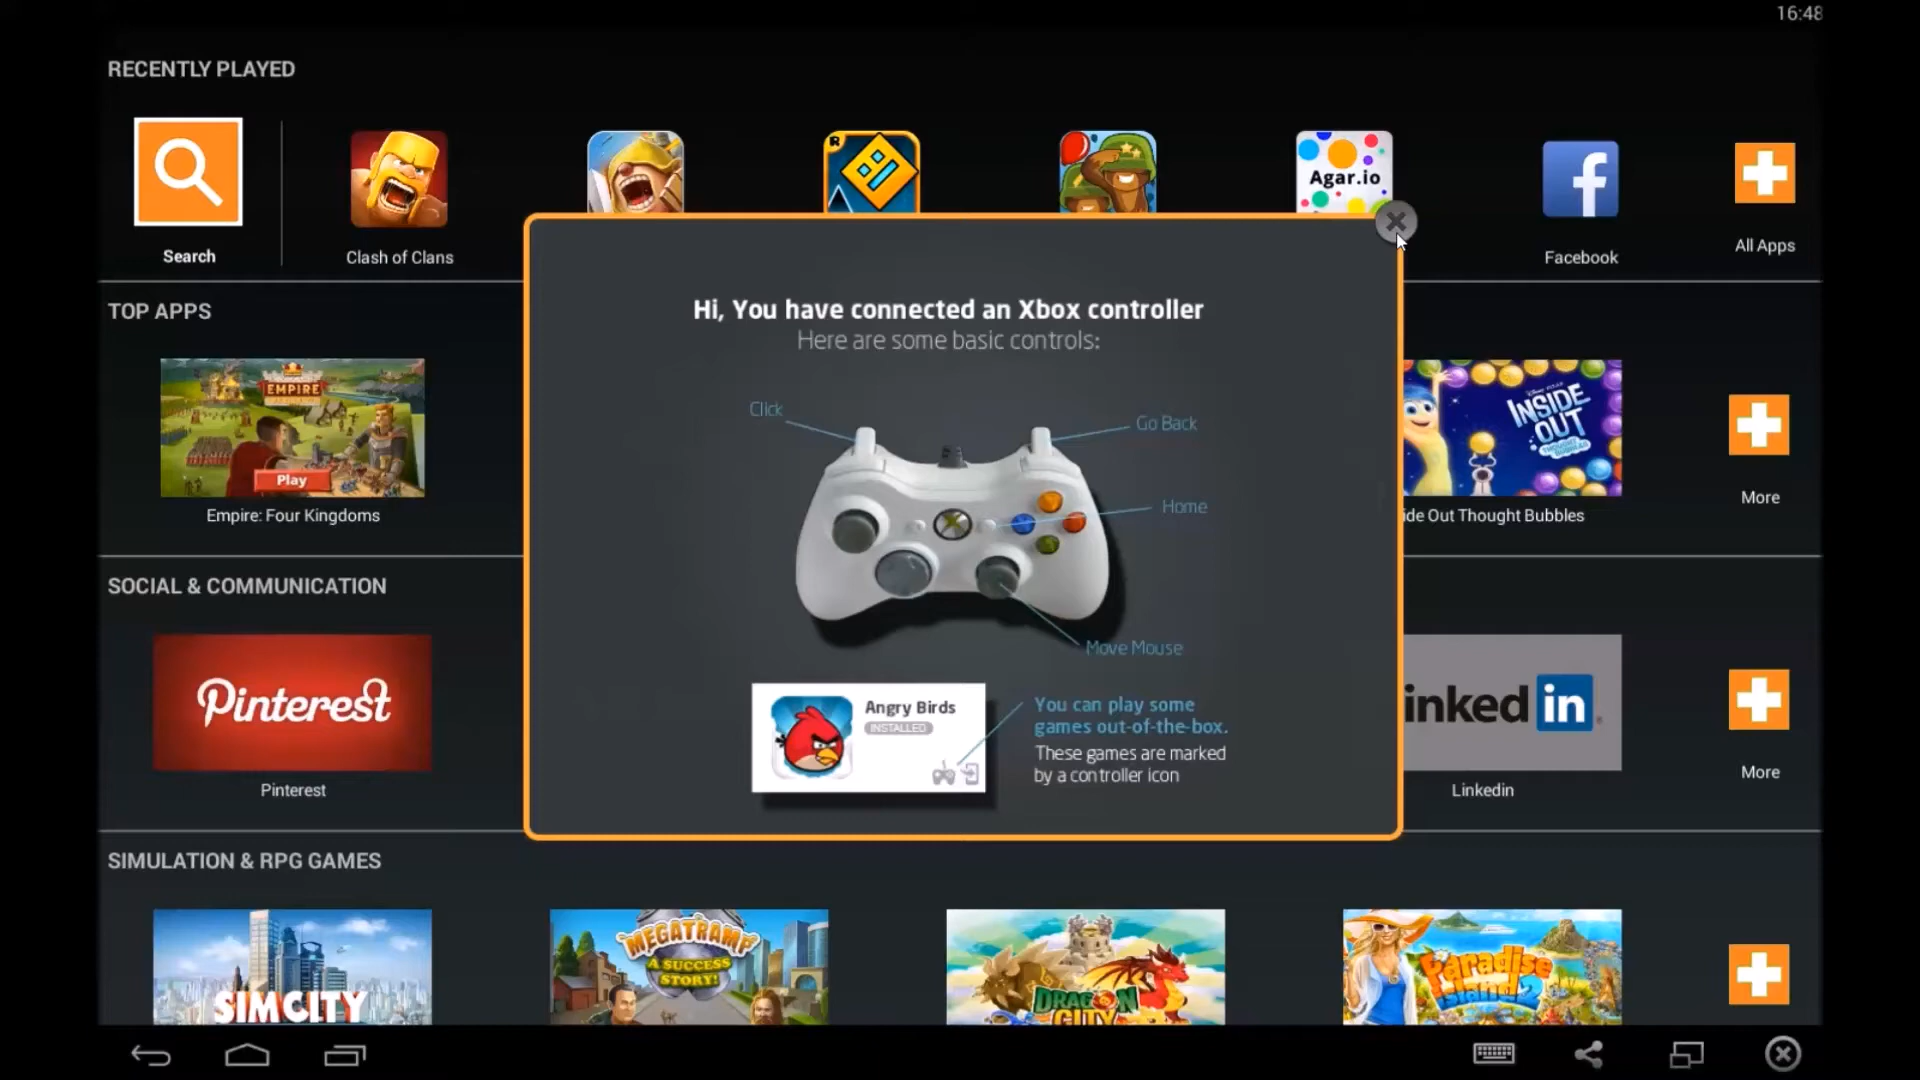 16:48
RECENTLY PLAYED
R
Agar.io
Search
Clash of Clans
Facebook
All Apps
Hi, You have connected an Xbox controller
Here are some basic controls:
Click
Go Back
Home
Move Mouse
Angry Birds
INSTALLED
You can play some
games out-of-the-box.
These games are marked
by a controller icon
TOP APPS
EMPIRE
Play
Empire: Four Kingdoms
INSIDE
OUT
THOUGHT
BUBBLES
ide Out Thought Bubbles
More
SOCIAL & COMMUNICATION
Pinterest
Pinterest
inked in
Linkedin
More
SIMULATION & RPG GAMES
SIMCITY
MEGATRAMP
A SUCCESS
STORY!
DRAGON
CITY
Paradise
Island 2